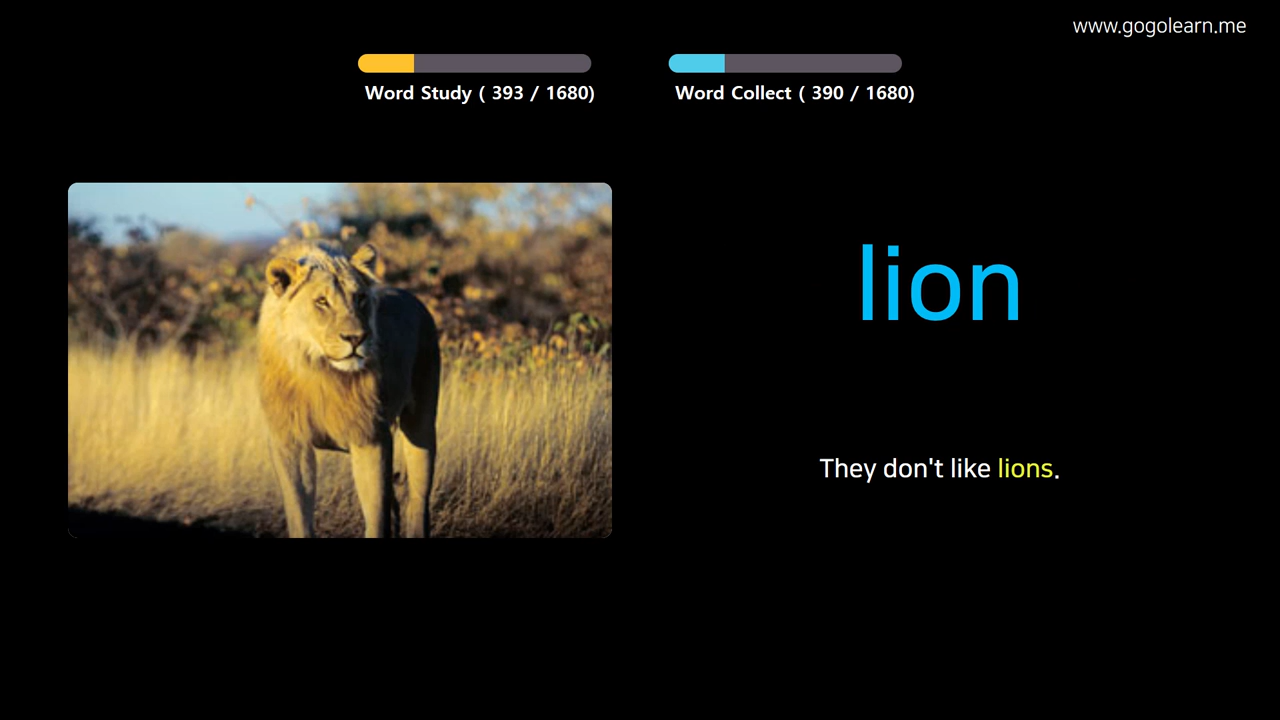 www.gogolearn.me
Word Study ( 393 / 1680)
Word Collect ( 390 / 1680)
lion
They don't like lions.